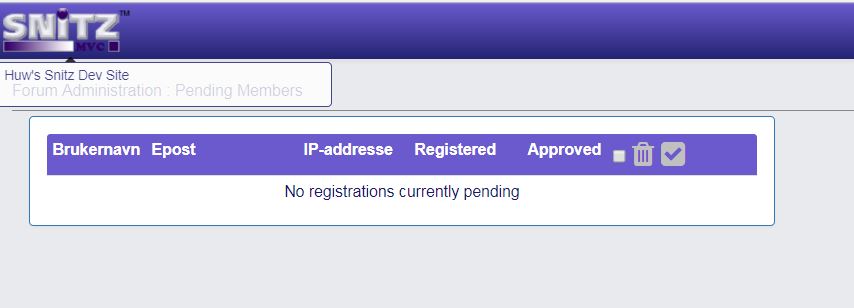 SNiTZ™
MVC
Huw's Snitz Dev Site
Forum Administration : Pending Members
Brukernavn Epost IP-addresse Registered Approved
No registrations currently pending